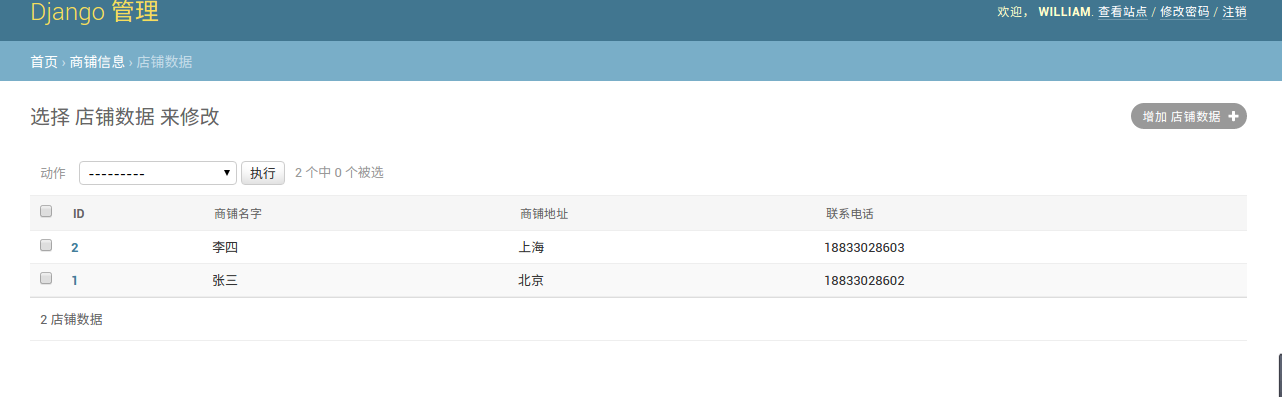 Django 管理
欢迎， WILLIAM. 查看站点 / 修改密码 / 注销
首页 › 商铺信息 › 店铺数据
选择 店铺数据 来修改
增加 店铺数据 +
动作 --------- 执行 2 个中 0 个被选
ID 商铺名字 商铺地址 联系电话
2 李四 上海 18833028603
1 张三 北京 18833028602
2 店铺数据